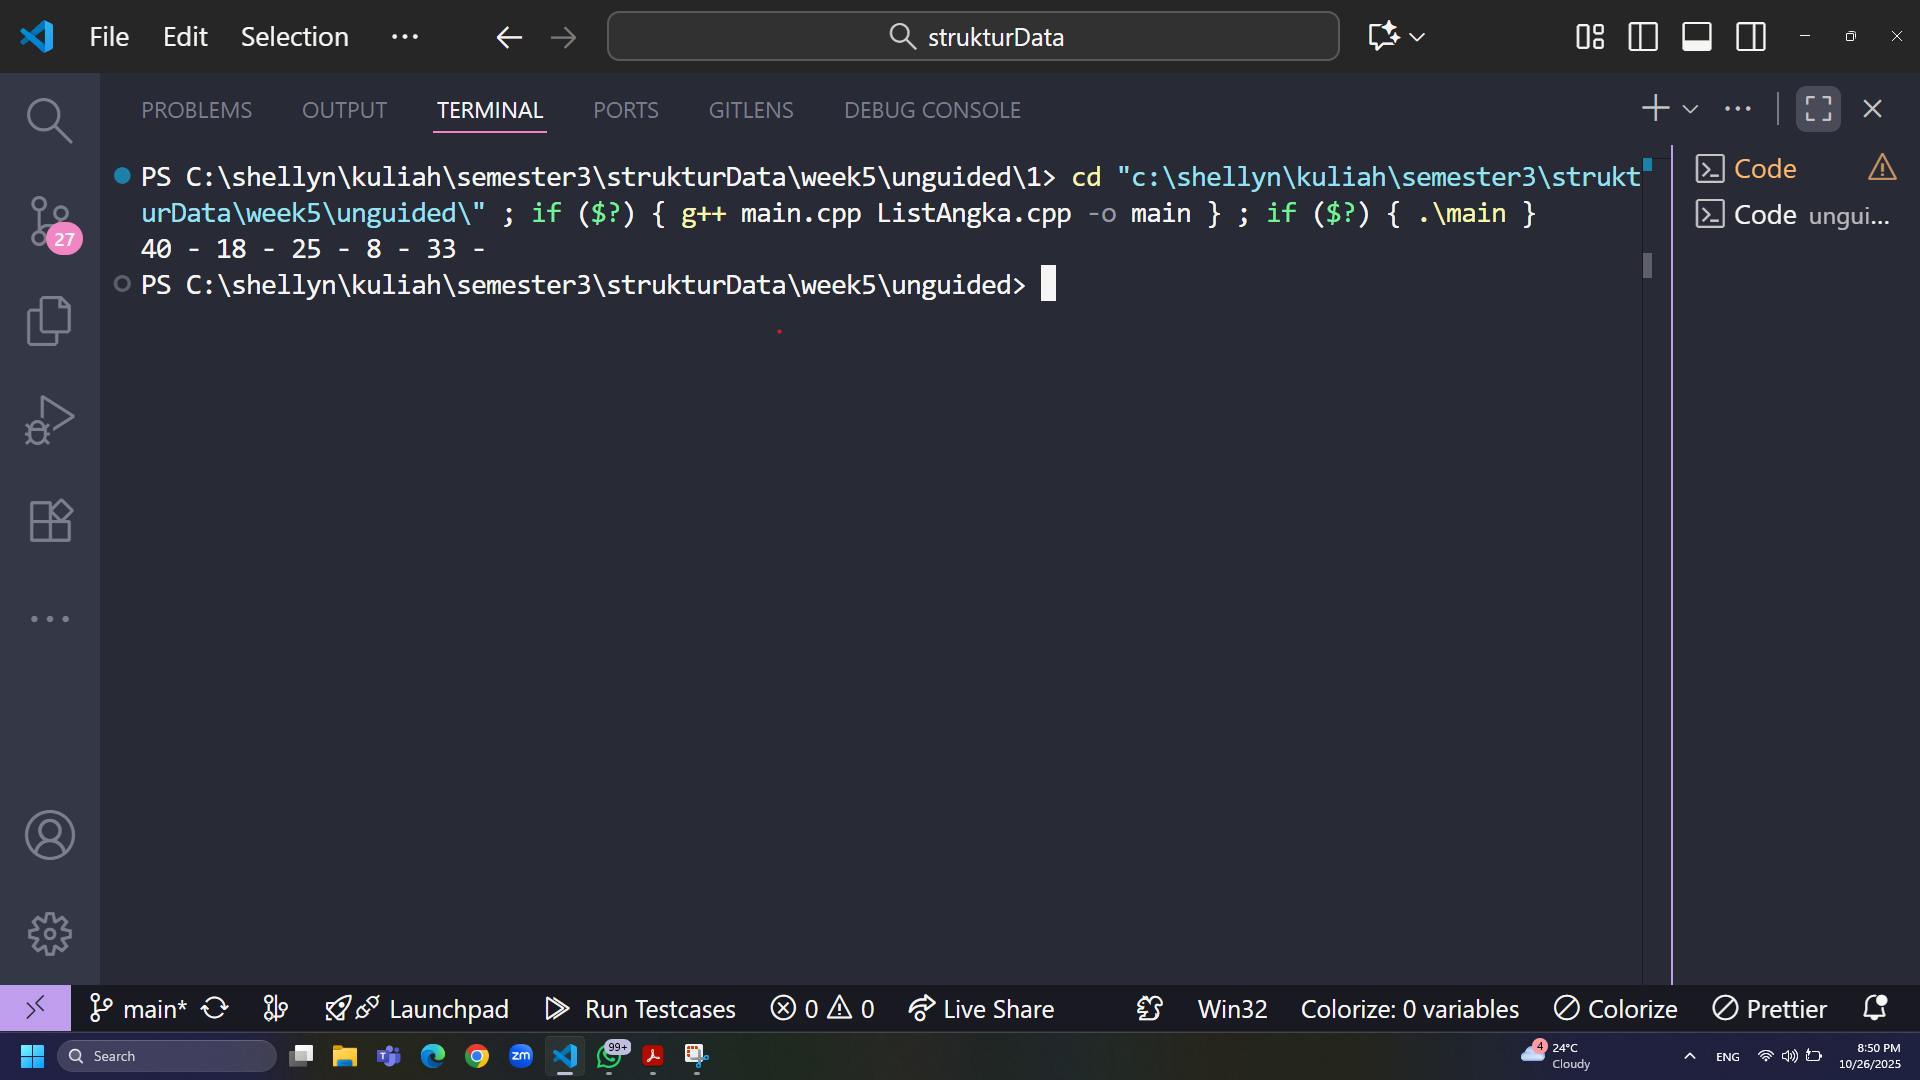 File Edit Selection ··· strukturData
PROBLEMS OUTPUT TERMINAL PORTS GITLENS DEBUG CONSOLE
PS C:\shellyn\kuliah\semester3\strukturData\week5\unguided\1> cd "c:\shellyn\kuliah\semester3\strukt
urData\week5\unguided\" ; if ($?) { g++ main.cpp ListAngka.cpp -o main } ; if ($?) { .\main }
40 - 18 - 25 - 8 - 33 -
PS C:\shellyn\kuliah\semester3\strukturData\week5\unguided>
Code
Code ungui...
27
main* Launchpad Run Testcases 0 0 Live Share Win32 Colorize: 0 variables Colorize Prettier
Search zm 99+ 4 24°C ENG 8:50 PM
Cloudy 10/26/2025